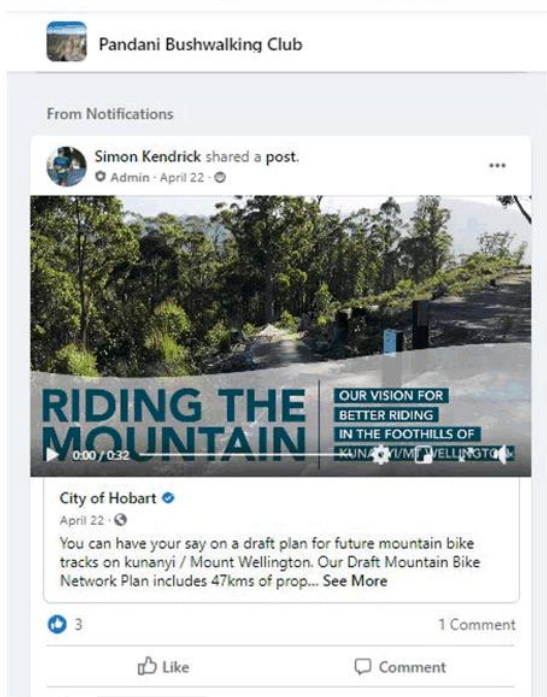 Pandani Bushwalking Club
From Notifications
Simon Kendrick shared a post.
Admin · April 22 ·
RIDING THE
MOUNTAIN
OUR VISION FOR
BETTER RIDING
IN THE FOOTHILLS OF
KUNANYI/MT WELLINGTON
0:00 / 0:32
City of Hobart
April 22 ·
You can have your say on a draft plan for future mountain bike
tracks on kunanyi / Mount Wellington. Our Draft Mountain Bike
Network Plan includes 47kms of prop... See More
3
1 Comment
Like
Comment